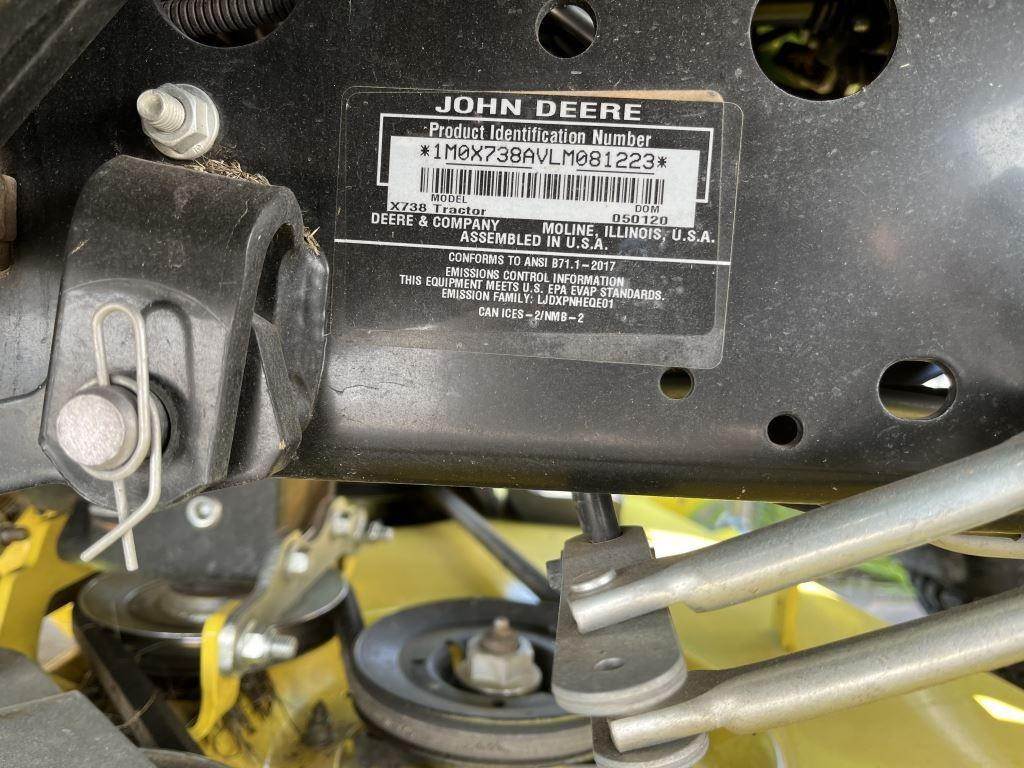 JOHN DEERE
Product Identification Number
*1M0X738AVLM081223*
MODEL DOM
X738 Tractor 050120
DEERE & COMPANY MOLINE, ILLINOIS, U.S.A.
ASSEMBLED IN U.S.A.
CONFORMS TO ANSI B71.1-2017
EMISSIONS CONTROL INFORMATION
THIS EQUIPMENT MEETS U.S. EPA EVAP STANDARDS.
EMISSION FAMILY: LJDXPNHEQE01
CAN ICES-2/NMB-2